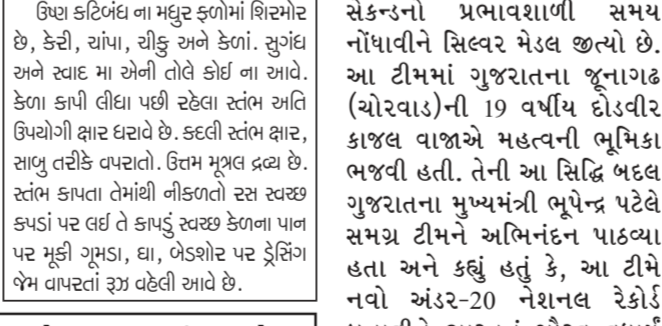 ઉષ્ણ કટિબંધ ના મધુર ફળોમાં શિરમોર
છે, કેરી, ચાંપા, ચીકુ અને કેળાં. સુગંધ
અને સ્વાદ મા એની તોલે કોઈ ના આવે.
કેળા કાપી લીધા પછી રહેલા સ્તંભ અતિ
ઉપયોગી ક્ષાર ધરાવે છે. કદલી સ્તંભ ક્ષાર,
સાબુ તરીકે વપરાતો. ઉત્તમ મૂત્રલ દ્રવ્ય છે.
સ્તંભ કાપતા તેમાંથી નીકળતો રસ સ્વચ્છ
કપડાં પર લઈ તે કાપડું સ્વચ્છ કેળના પાન
પર મૂકી ગૂમડા, ઘા, બેડશોર પર ડ્રેસિંગ
જેમ વાપરતાં રૂઝ વહેલી આવે છે.
સેકન્ડનો પ્રભાવશાળી સમય
નોંધાવીને સિલ્વર મેડલ જીત્યો છે.
આ ટીમમાં ગુજરાતના જૂનાગઢ
(ચોરવાડ)ની 19 વર્ષીય દોડવીર
કાજલ વાજાએ મહત્વની ભૂમિકા
ભજવી હતી. તેની આ સિદ્ધિ બદલ
ગુજરાતના મુખ્યમંત્રી ભૂપેન્દ્ર પટેલે
સમગ્ર ટીમને અભિનંદન પાઠવ્યા
હતા અને કહ્યું હતું કે, આ ટીમે
નવો અંડર-20 નેશનલ રેકોર્ડ